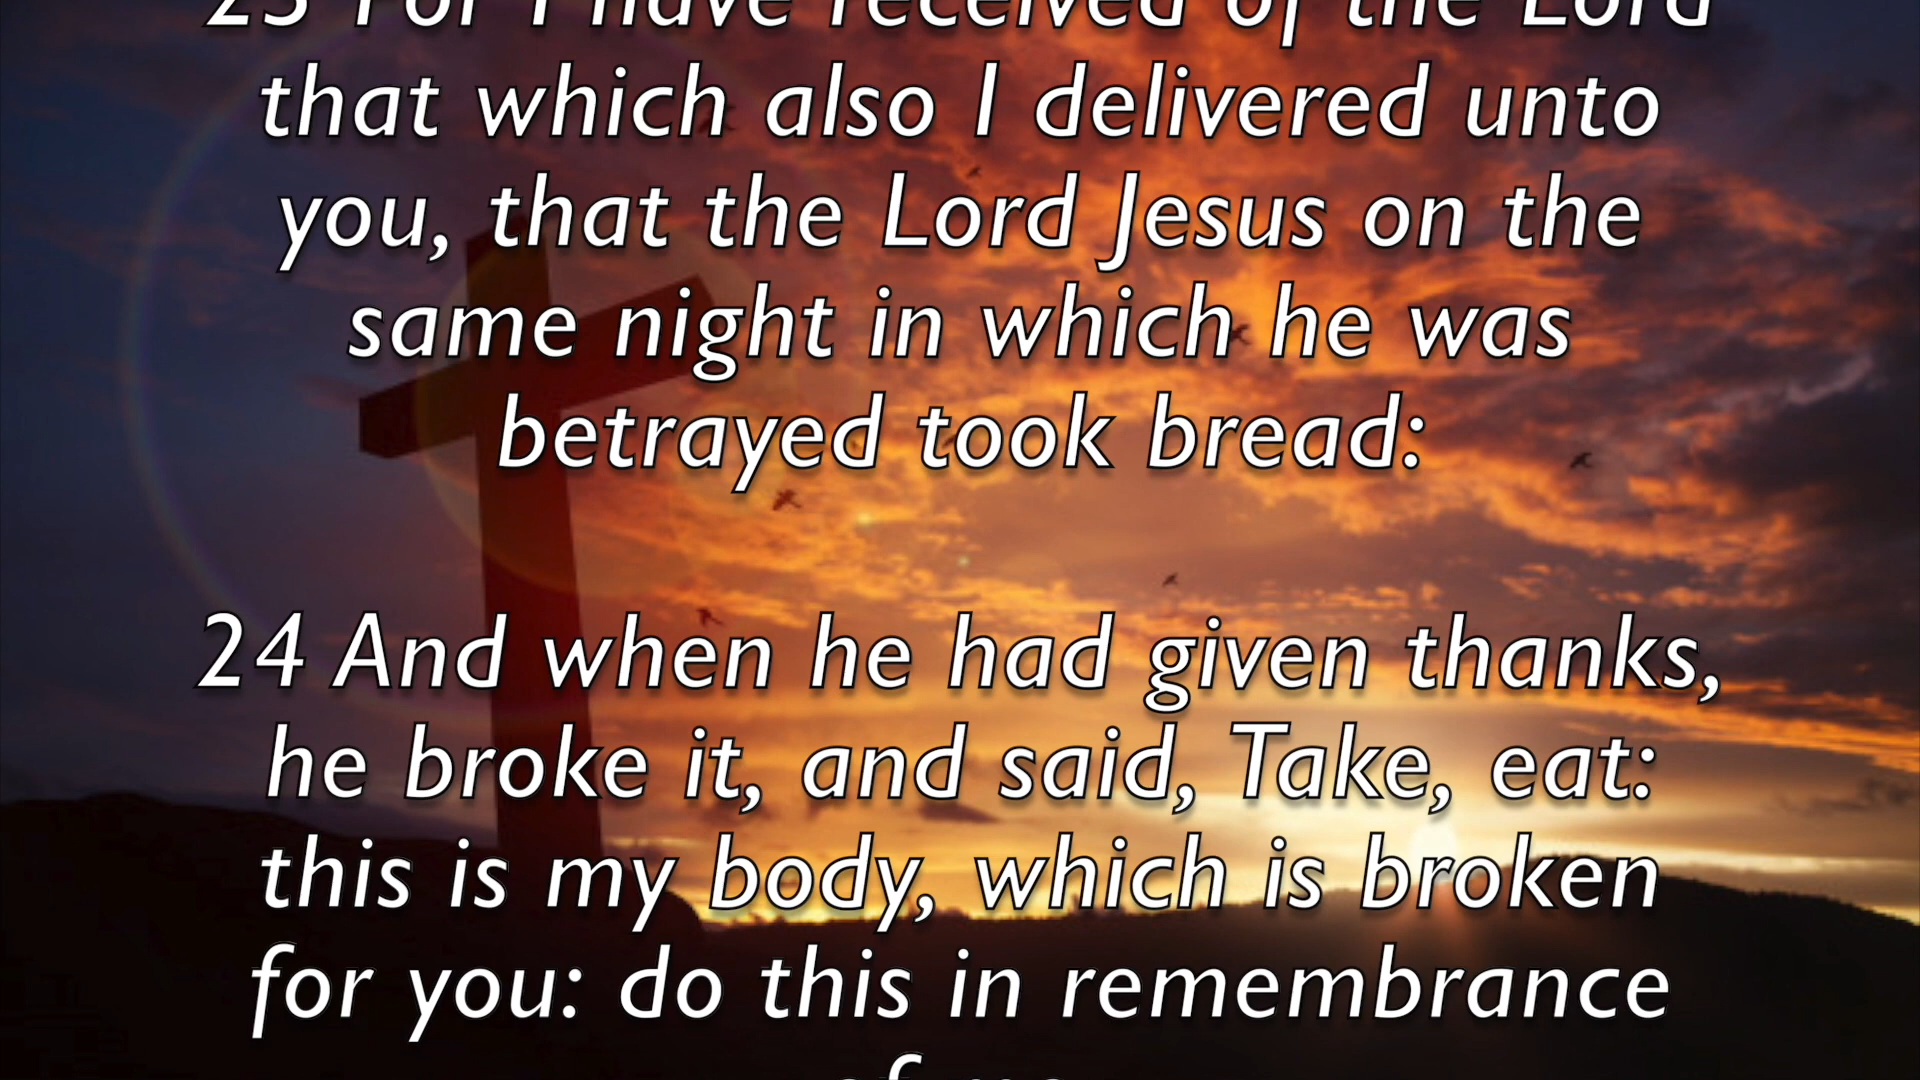 23 For I have received of the Lord
that which also I delivered unto
you, that the Lord Jesus on the
same night in which he was
betrayed took bread:
24 And when he had given thanks,
he broke it, and said, Take, eat:
this is my body, which is broken
for you: do this in remembrance
of me